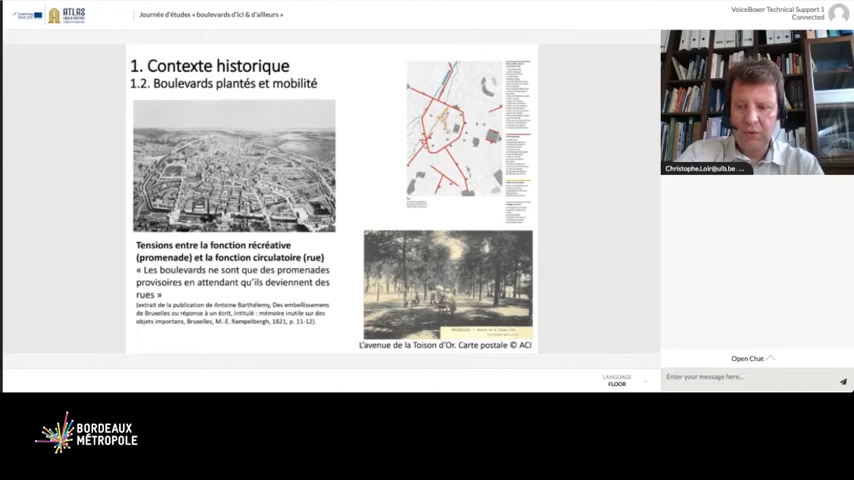 ATLAS
Journée d'études « boulevards d'ici & d'ailleurs »
VoiceBoxer Technical Support 1
Connected
1. Contexte historique
1.2. Boulevards plantés et mobilité
Christophe.Loir@ulb.be ...
Tensions entre la fonction récréative
(promenade) et la fonction circulatoire (rue)
« Les boulevards ne sont que des promenades
provisoires en attendant qu'ils deviennent des
rues »
(extrait de la publication de Antoine Barthélemy, Des embellissemens
de Bruxelles ou réponse à un écrit, intitulé : mémoire inutile sur des
objets importans, Bruxelles, M.-E. Rampelbergh, 1821, p. 11-12).
L'avenue de la Toison d'Or. Carte postale © ACI
Open Chat
LANGUAGE
FLOOR
Enter your message here...
BORDEAUX
MÉTROPOLE